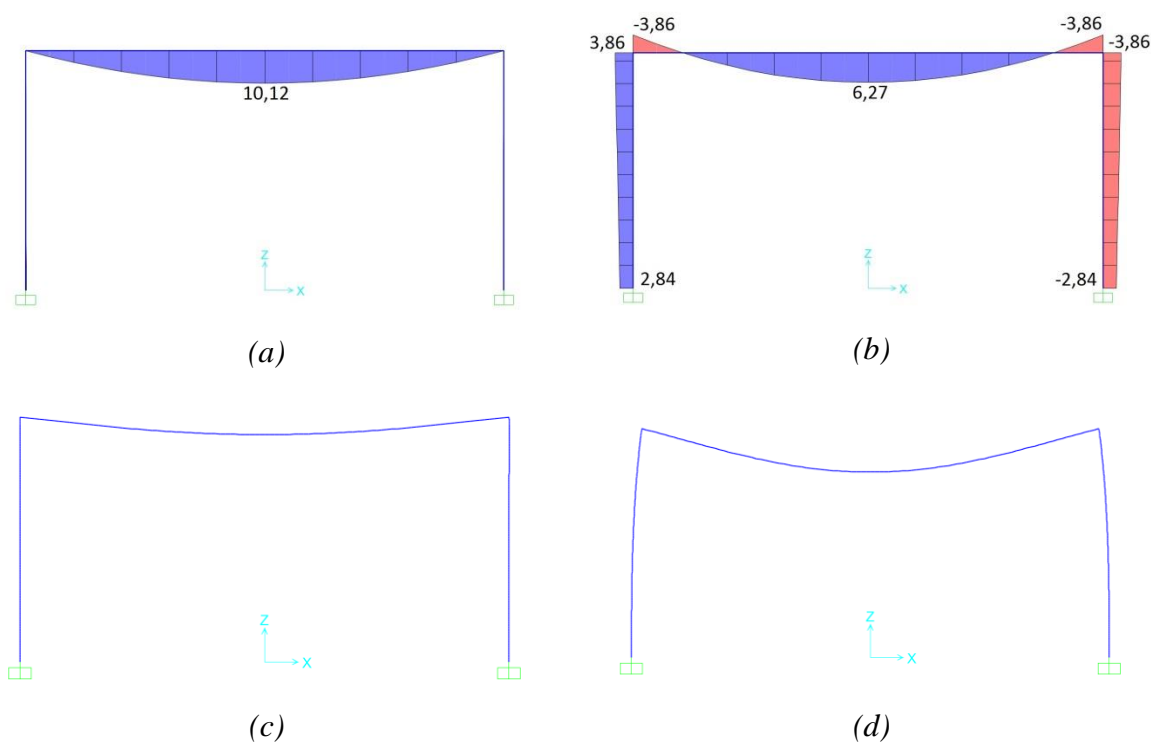 -3,86 -3,86
3,86 -3,86
10,12 6,27
Z Z
X X
2,84 -2,84
(a) (b)
Z Z
X X
(c) (d)